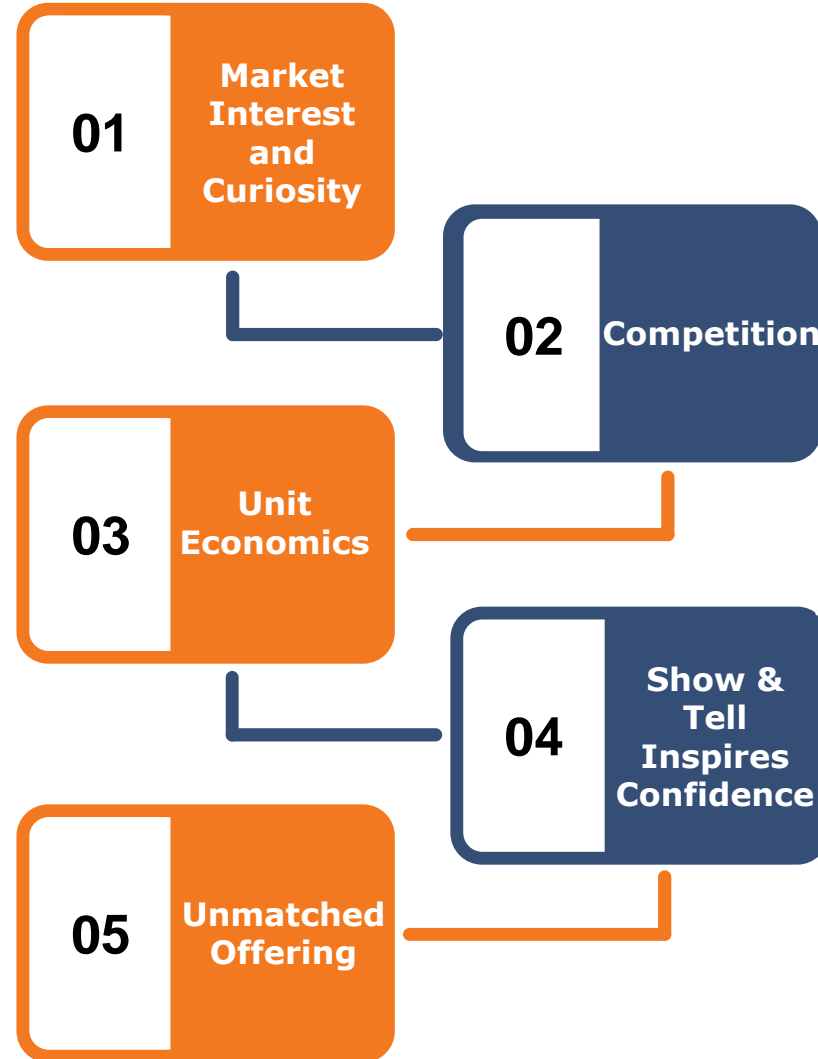 01
Market
Interest
and
Curiosity
02
Competition
03
Unit
Economics
04
Show &
Tell
Inspires
Confidence
05
Unmatched
Offering